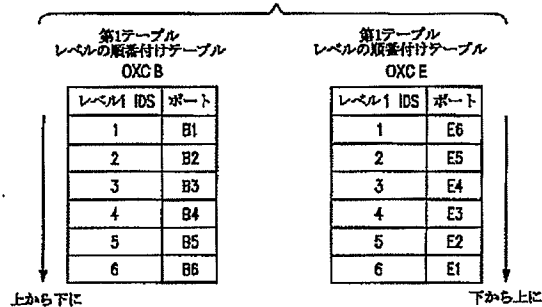 第1テーブル
レベルの順番付けテーブル
OXC B
レベル1 IDS ポート
1 B1
2 B2
3 B3
4 B4
5 B5
6 B6
上から下に
第1テーブル
レベルの順番付けテーブル
OXC E
レベル1 IDS ポート
1 E6
2 E5
3 E4
4 E3
5 E2
6 E1
下から上に